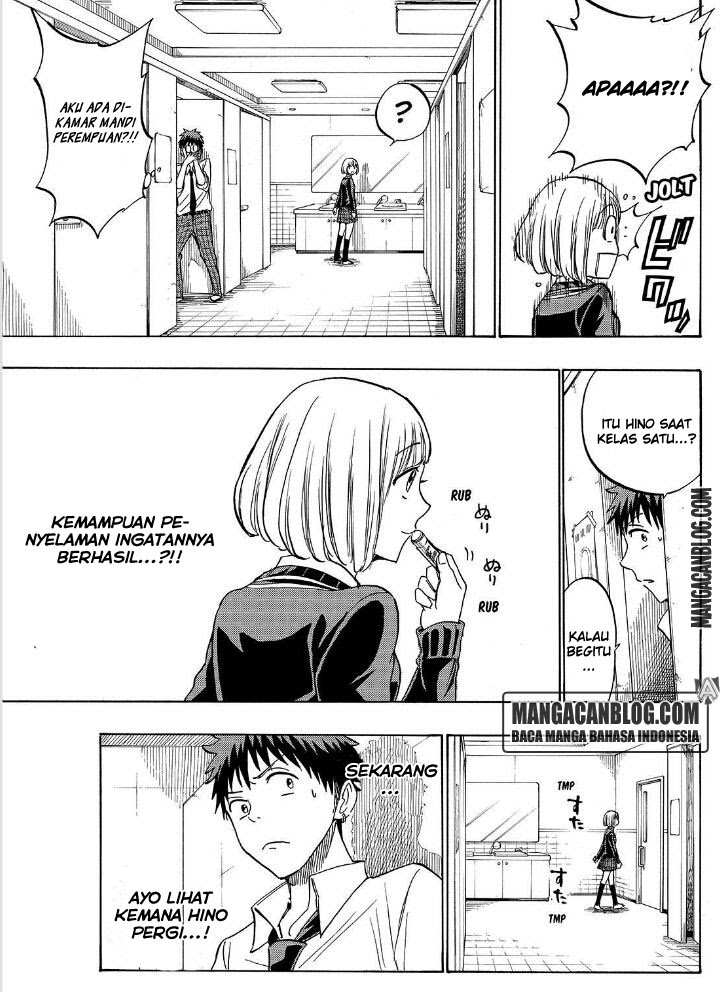 APAAAA?!!
JOLT
ビクッ
?
AKU ADA DI-
KAMAR MANDI
PEREMPUAN?!!
ITU HINO SAAT
KELAS SATU...?
KALAU
BEGITU
...
RUB
ぬり
ぬり
RUB
KEMAMPUAN PE-
NYELAMAN INGATANNYA
BERHASIL...?!!
MANGACANBLOG.COM
MANGACANBLOG.COM
BACA MANGA BAHASA INDONESIA
TMP
すた
すた
TMP
SEKARANG
...
AYO LIHAT
KEMANA HINO
PERGI...!